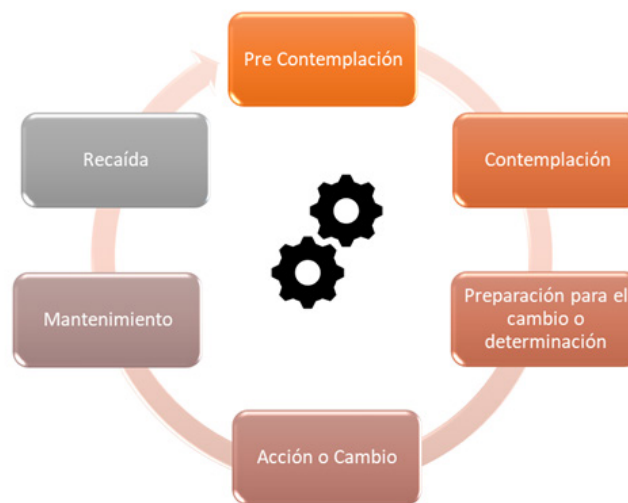 Pre Contemplación
Contemplación
Preparación para el
cambio o
determinación
Acción o Cambio
Mantenimiento
Recaída